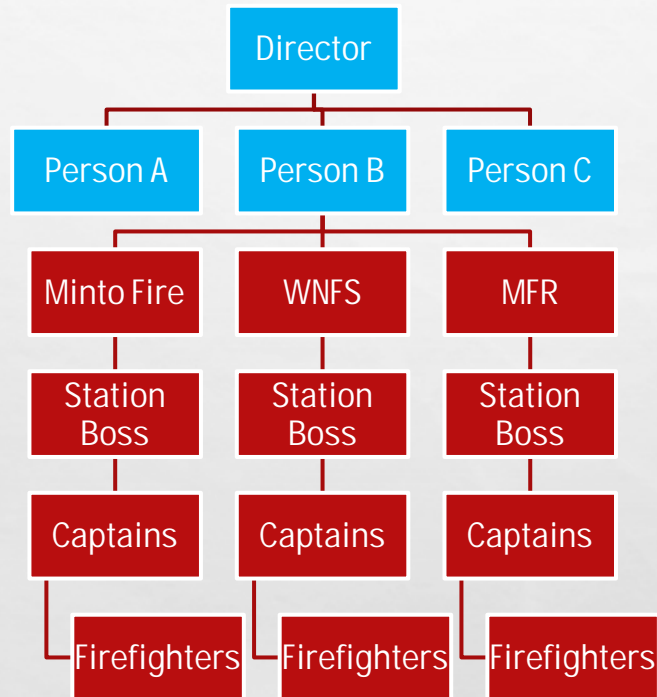 Director
Person A
Person B
Person C
Minto Fire
WNFS
MFR
Station
Boss
Station
Boss
Station
Boss
Captains
Captains
Captains
Firefighters
Firefighters
Firefighters